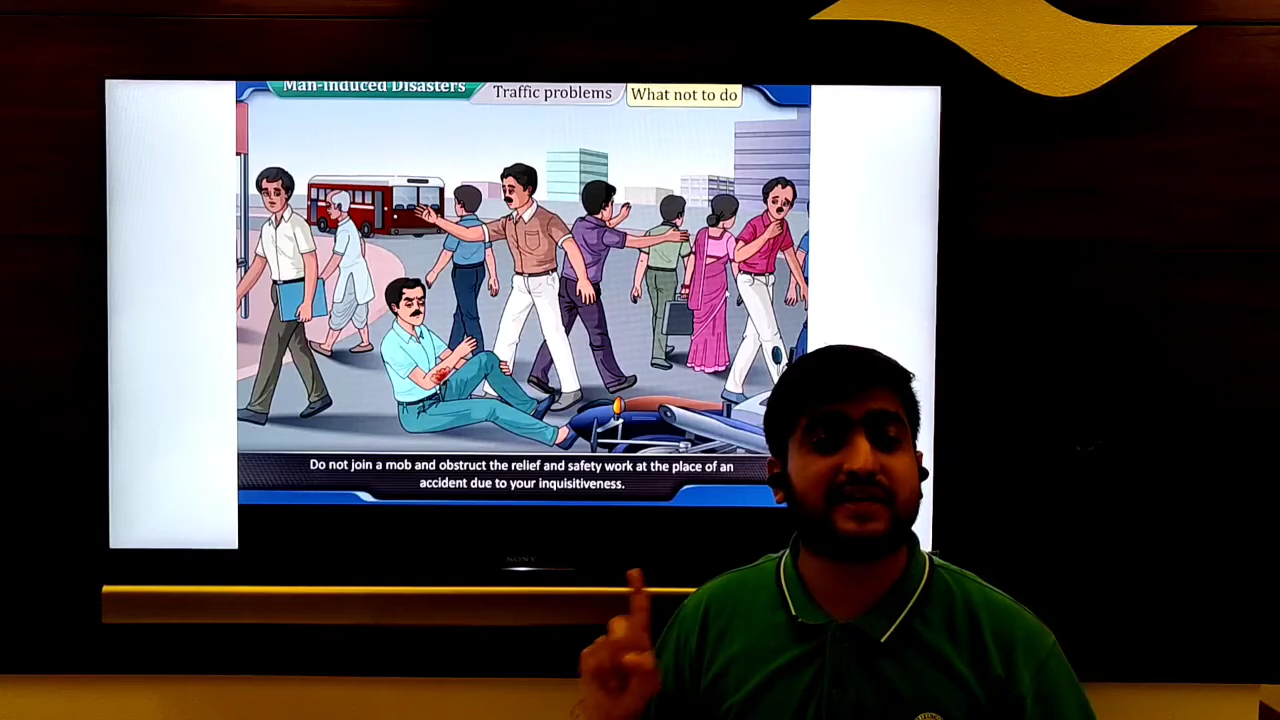 Man-induced Disasters
Traffic problems
What not to do
Do not join a mob and obstruct the relief and safety work at the place of an
accident due to your inquisitiveness.
SONY